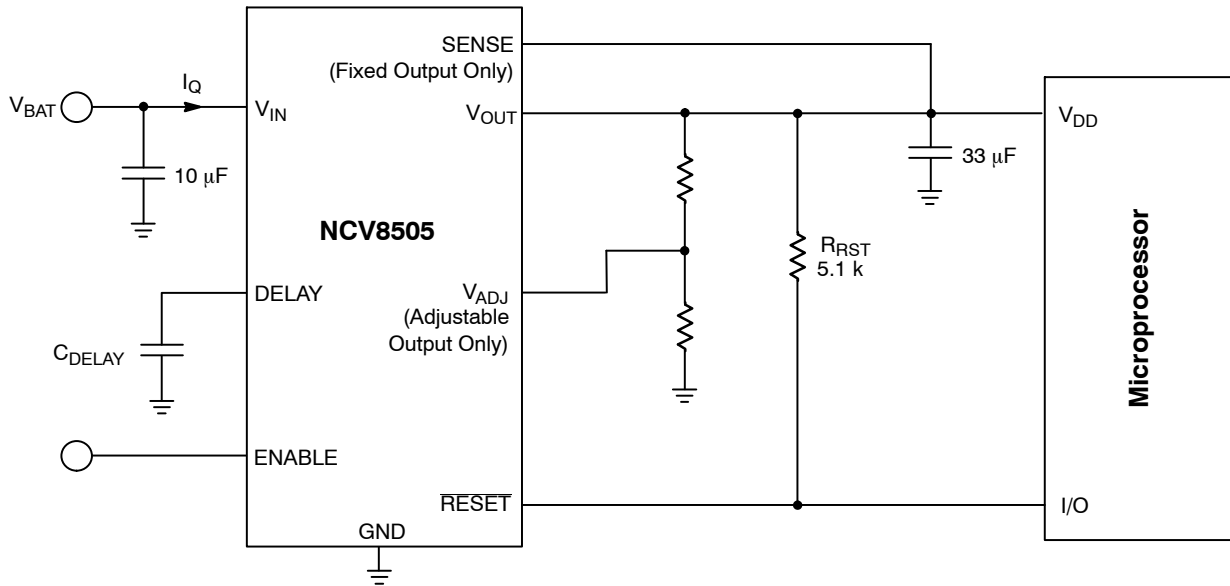 SENSE
(Fixed Output Only)
I_Q
V_BAT
V_IN
V_OUT
V_DD
10 μF
33 μF
NCV8505
R_RST
5.1 k
DELAY
V_ADJ
(Adjustable
Output Only)
C_DELAY
Microprocessor
ENABLE
RESET
I/O
GND